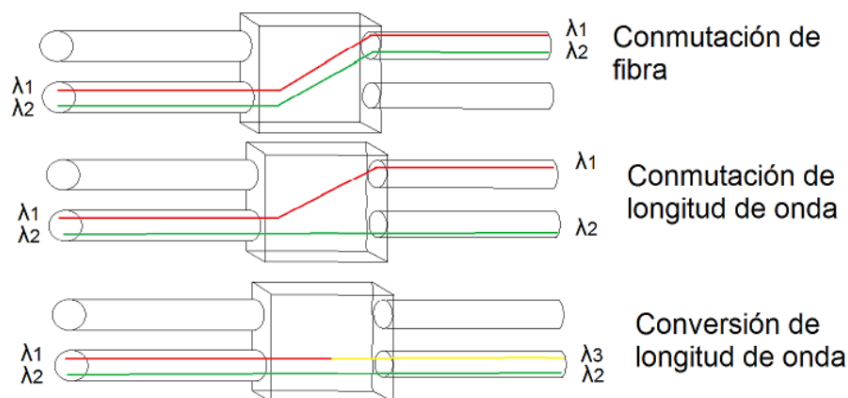 λ1
λ2
λ1
λ2
Conmutación de
fibra
λ1
λ2
λ1
λ2
Conmutación de
longitud de onda
λ1
λ2
λ3
λ2
Conversión de
longitud de onda